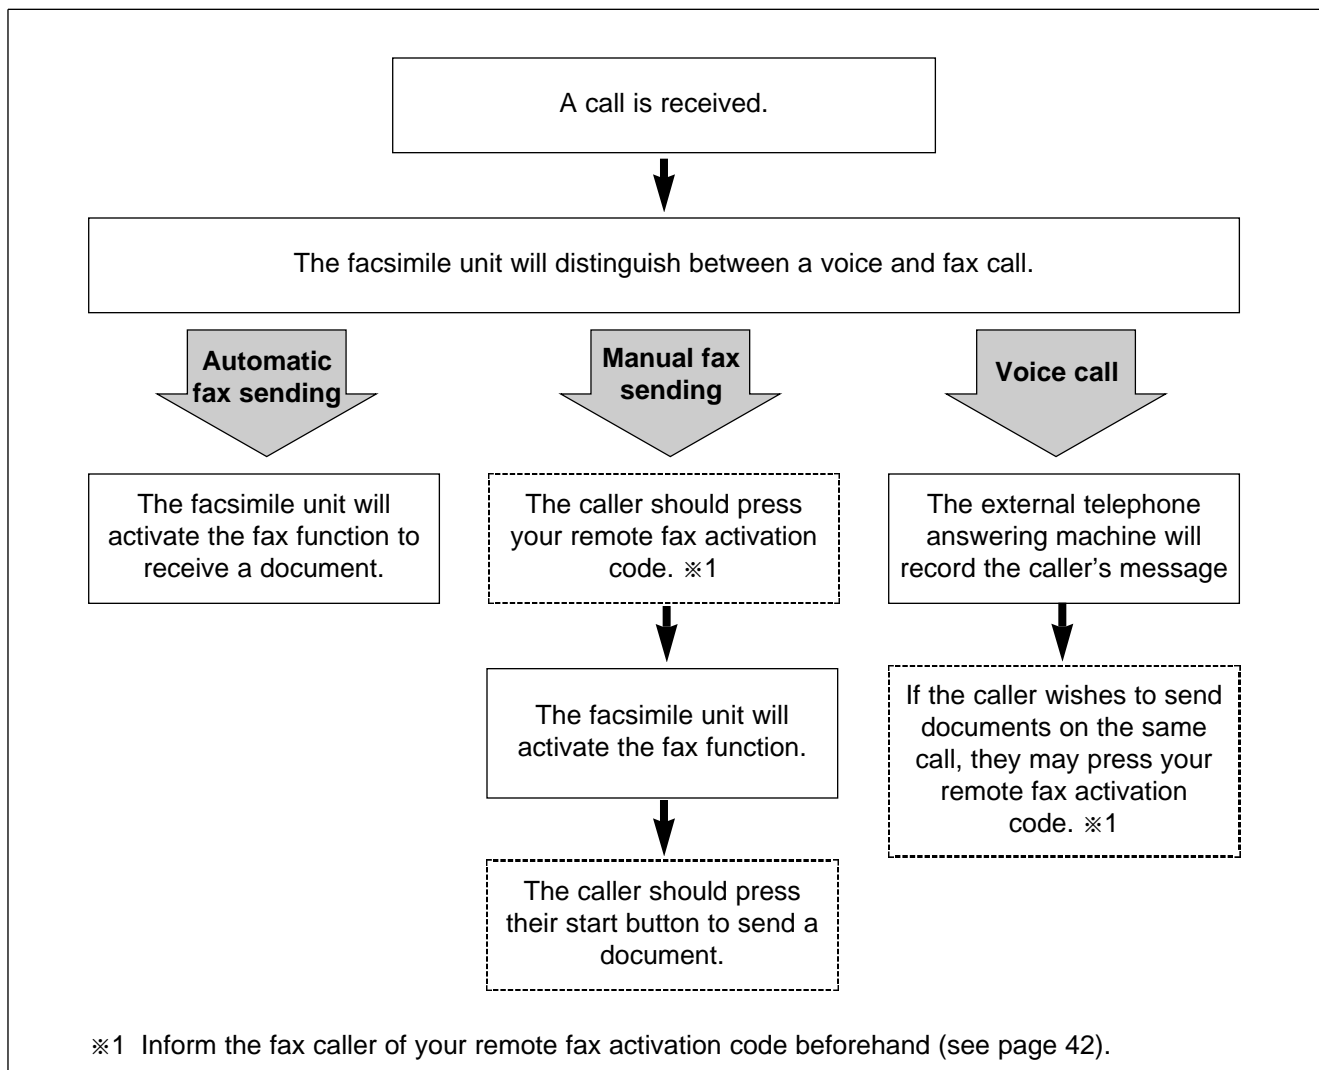 A call is received.
The facsimile unit will distinguish between a voice and fax call.
Automatic
fax sending
Manual fax
sending
Voice call
The facsimile unit will
activate the fax function to
receive a document.
The caller should press
your remote fax activation
code. ※1
The external telephone
answering machine will
record the caller’s message
The facsimile unit will
activate the fax function.
If the caller wishes to send
documents on the same
call, they may press your
remote fax activation
code. ※1
The caller should press
their start button to send a
document.
※1 Inform the fax caller of your remote fax activation code beforehand (see page 42).